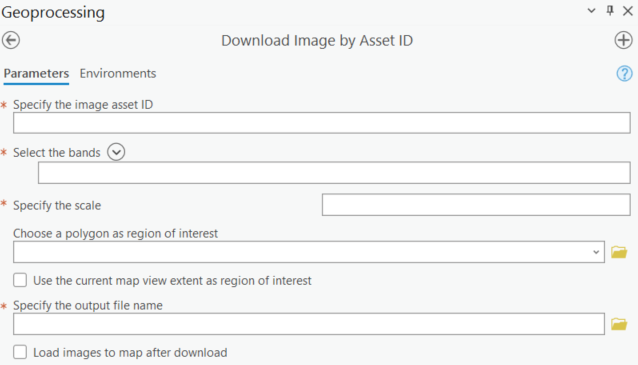 Geoprocessing
Download Image by Asset ID
Parameters Environments
* Specify the image asset ID
* Select the bands
* Specify the scale
Choose a polygon as region of interest
Use the current map view extent as region of interest
* Specify the output file name
Load images to map after download